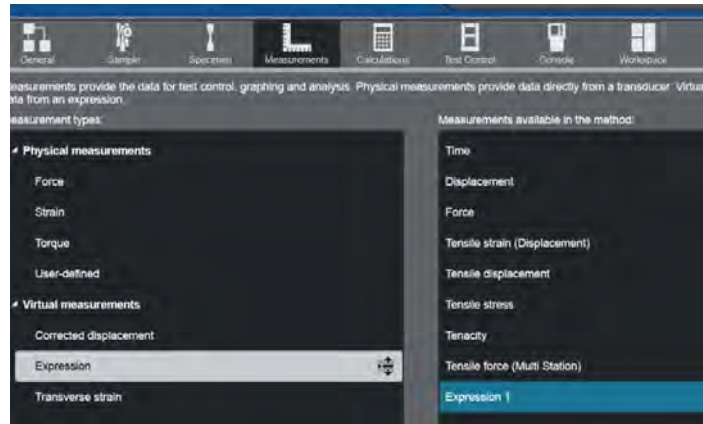 General Sample Specimen Measurements Calculations Test Control Console Workspace
easurements provide the data for test control, graphing and analysis. Physical measurements provide data directly from a transducer. Virtua
ata from an expression.
easurement types:
Physical measurements
Force
Strain
Torque
User-defined
Virtual measurements
Corrected displacement
Expression
Transverse strain
Measurements available in the method:
Time
Displacement
Force
Tensile strain (Displacement)
Tensile displacement
Tensile stress
Tenacity
Tensile force (Multi Station)
Expression 1